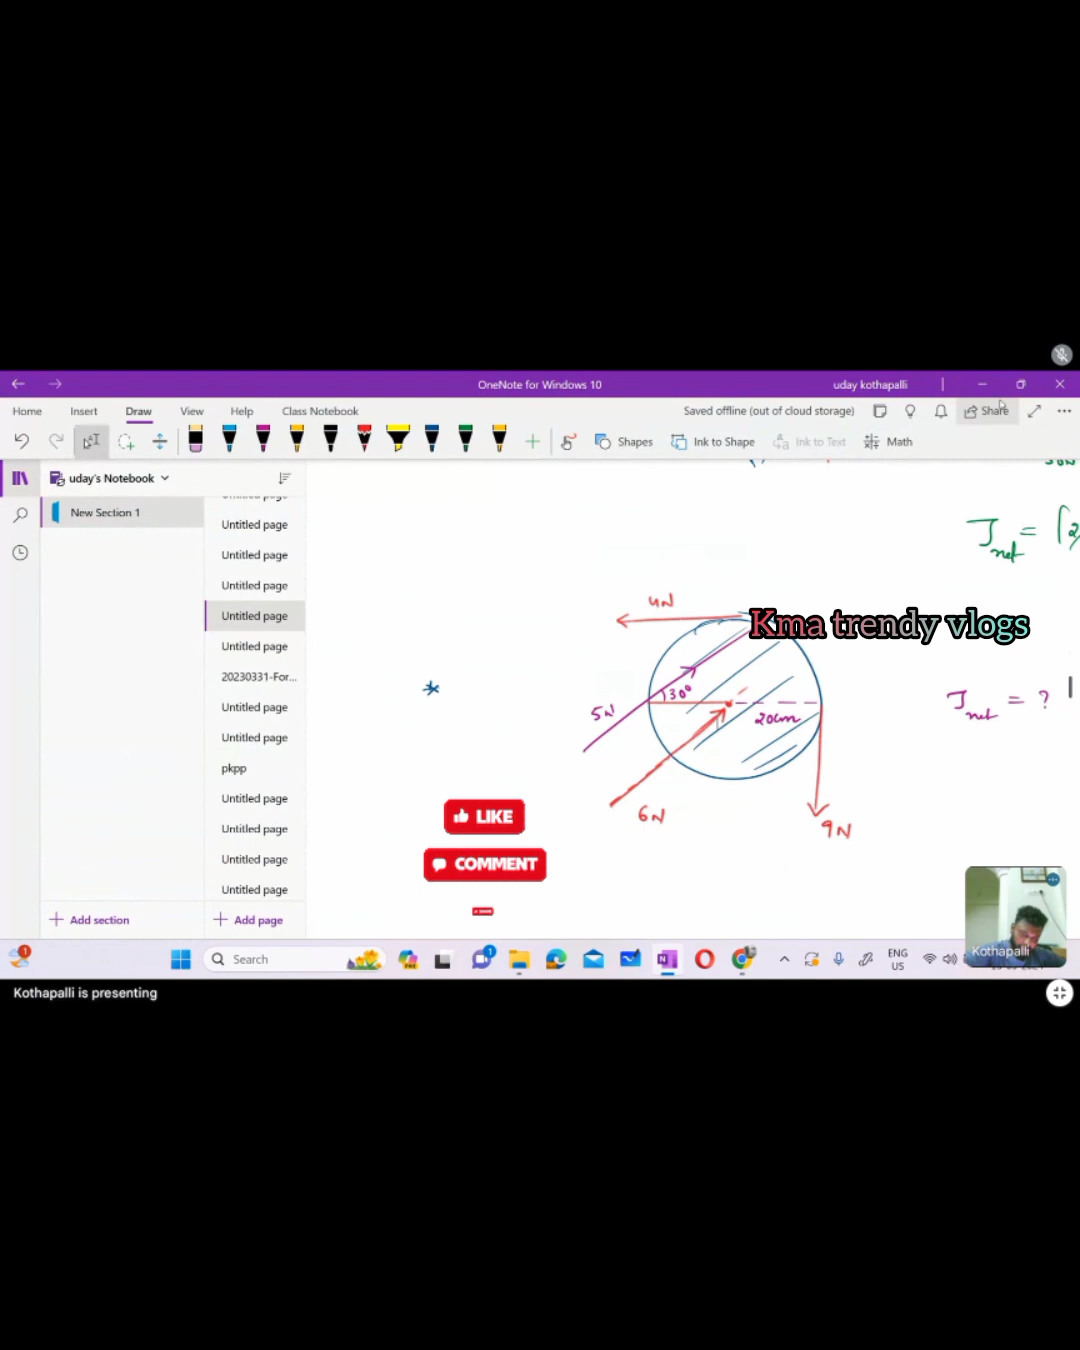 OneNote for Windows 10
uday kothapalli
Home Insert Draw View Help Class Notebook
Saved offline (out of cloud storage)
Share
Shapes
Ink to Shape
Ink to Text
Math
uday's Notebook
New Section 1
Untitled page
Untitled page
Untitled page
Untitled page
Untitled page
Untitled page
20230331-For...
Untitled page
Untitled page
pkpp
Untitled page
Untitled page
Untitled page
Untitled page
Add section
Add page
τnet =
4N
Kma trendy vlogs
*
30°
5N
20cm
τnet = ?
6N
9N
LIKE
COMMENT
Kothapalli
Search
ENG
US
Kothapalli is presenting